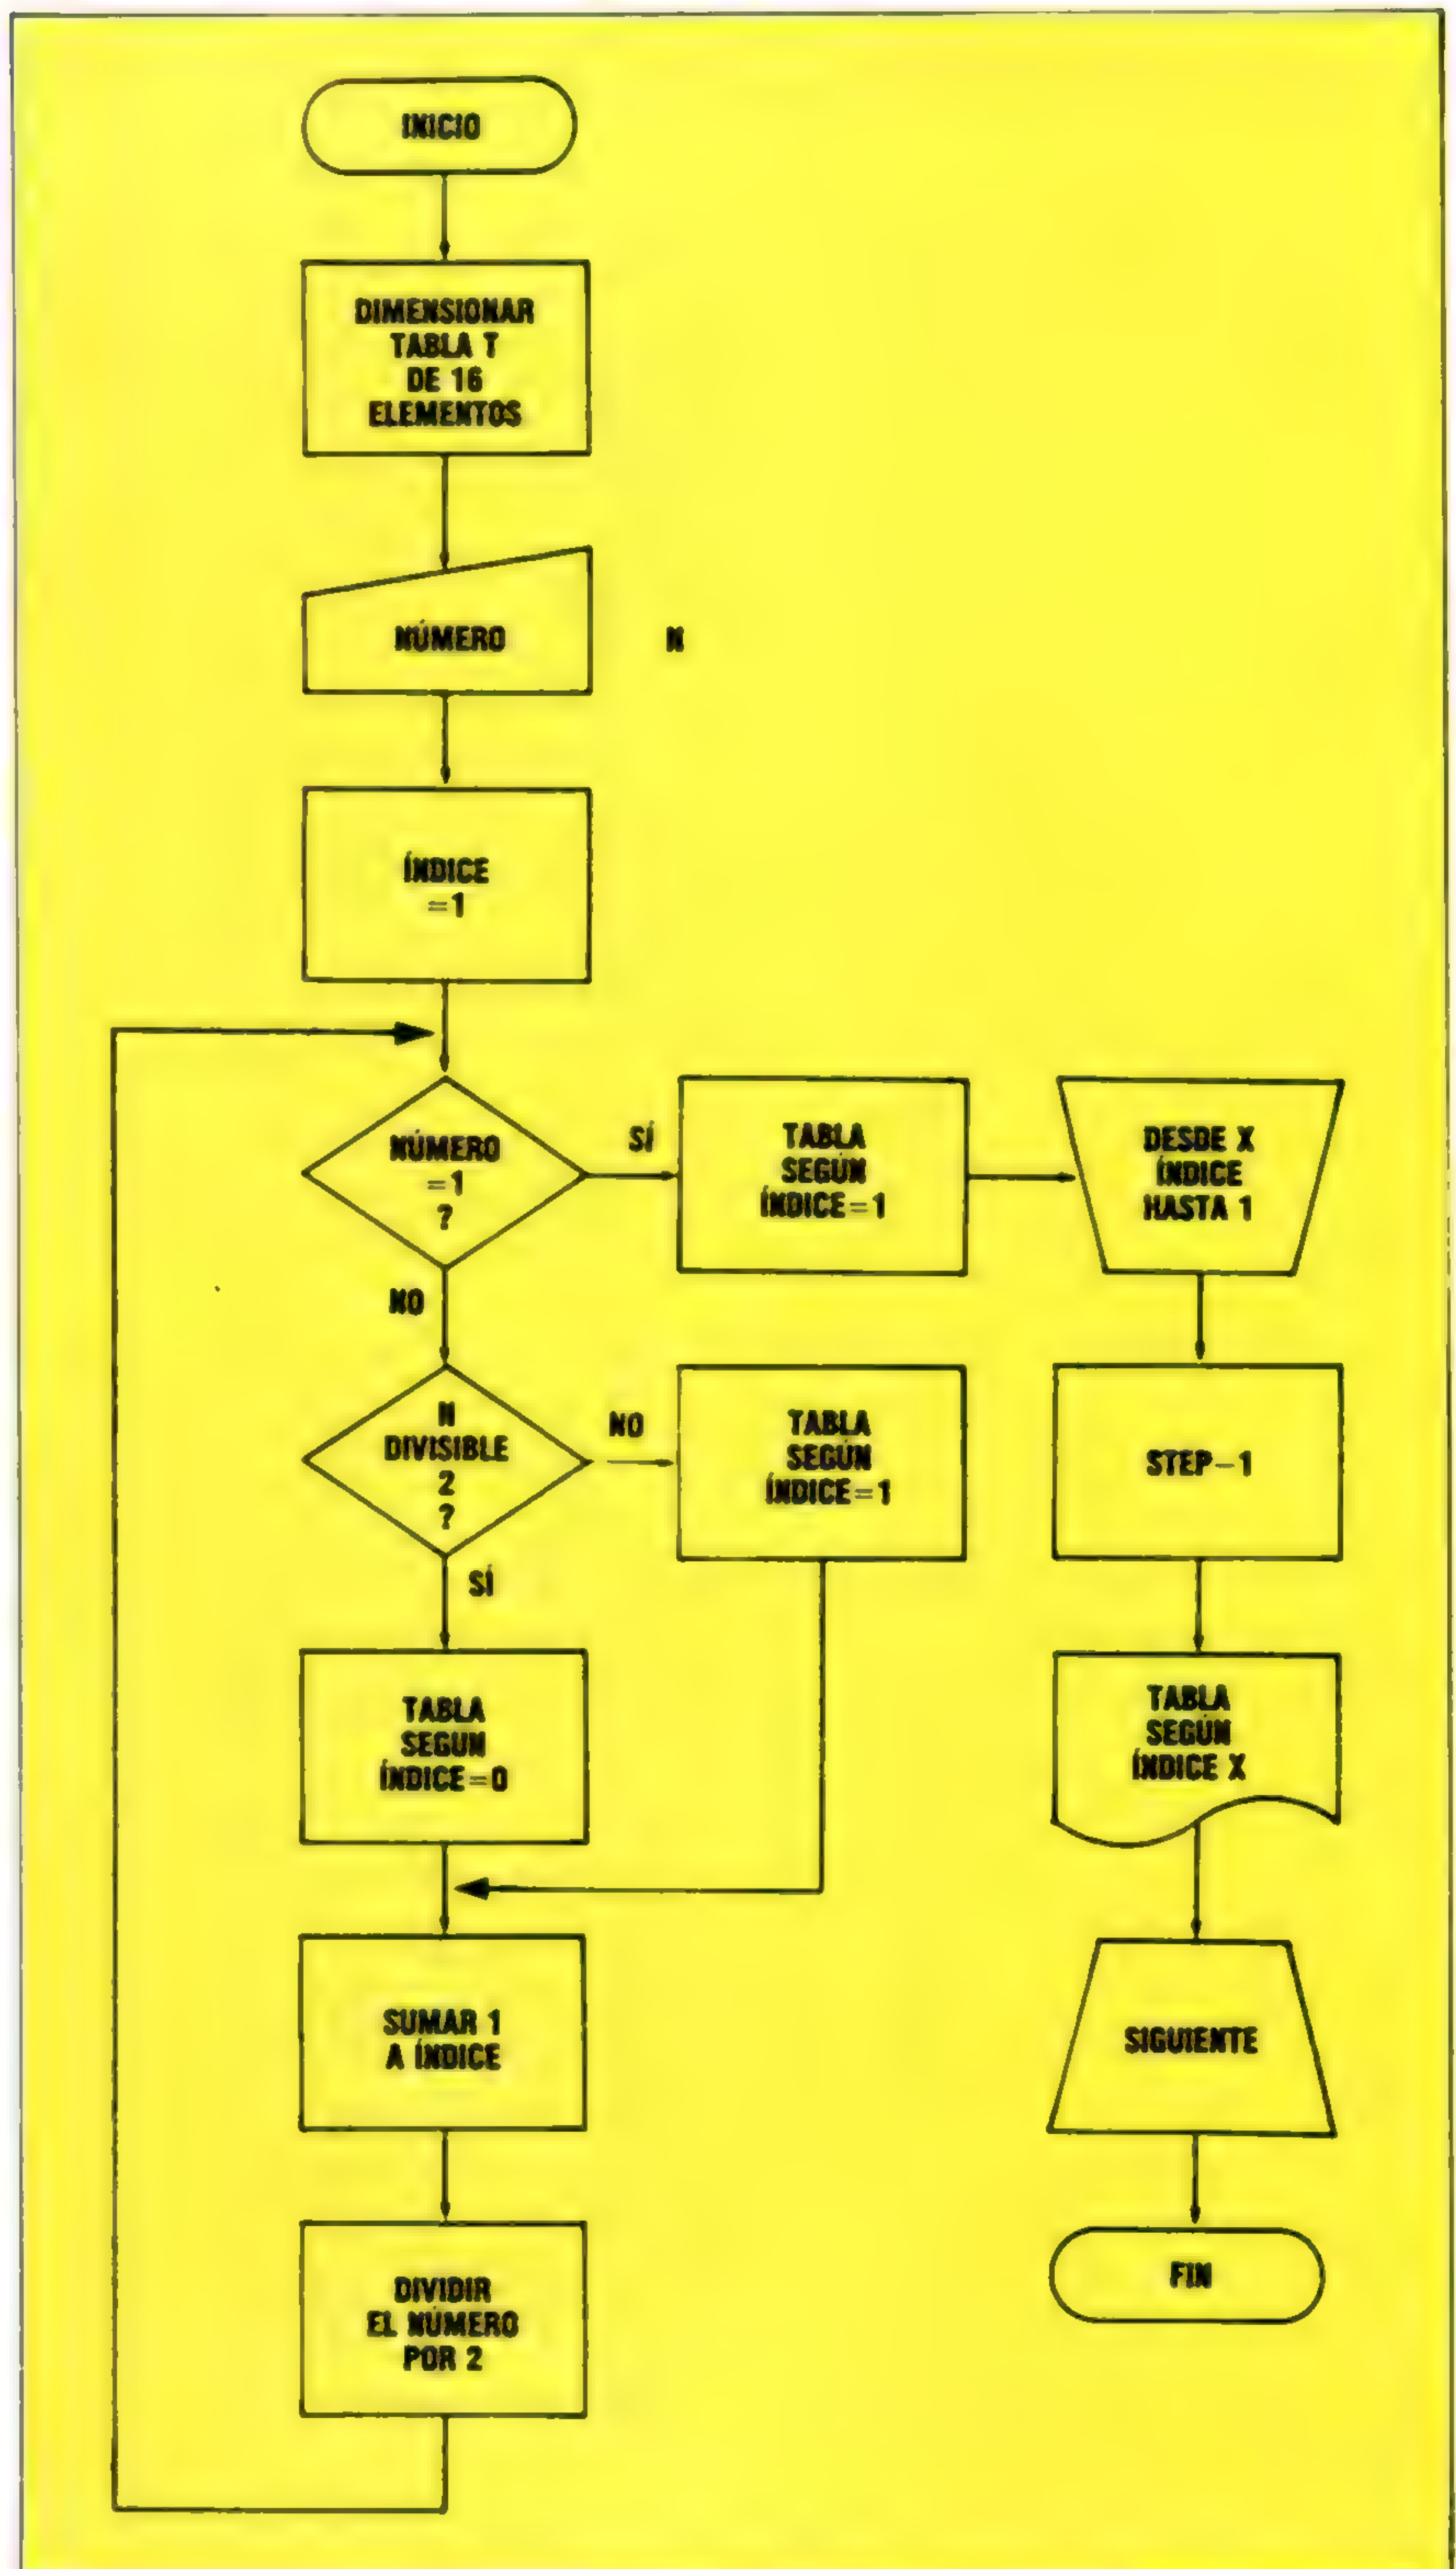 INICIO
DIMENSIONAR
TABLA T
DE 16
ELEMENTOS
NÚMERO
N
ÍNDICE
=1
NÚMERO
=1
?
SÍ
TABLA
SEGÚN
ÍNDICE=1
DESDE X
ÍNDICE
HASTA 1
NO
N
DIVISIBLE
2
?
NO
TABLA
SEGÚN
ÍNDICE=1
STEP-1
SÍ
TABLA
SEGUN
ÍNDICE=0
TABLA
SEGÚN
ÍNDICE X
SUMAR 1
A ÍNDICE
SIGUIENTE
DIVIDIR
EL NÚMERO
POR 2
FIN